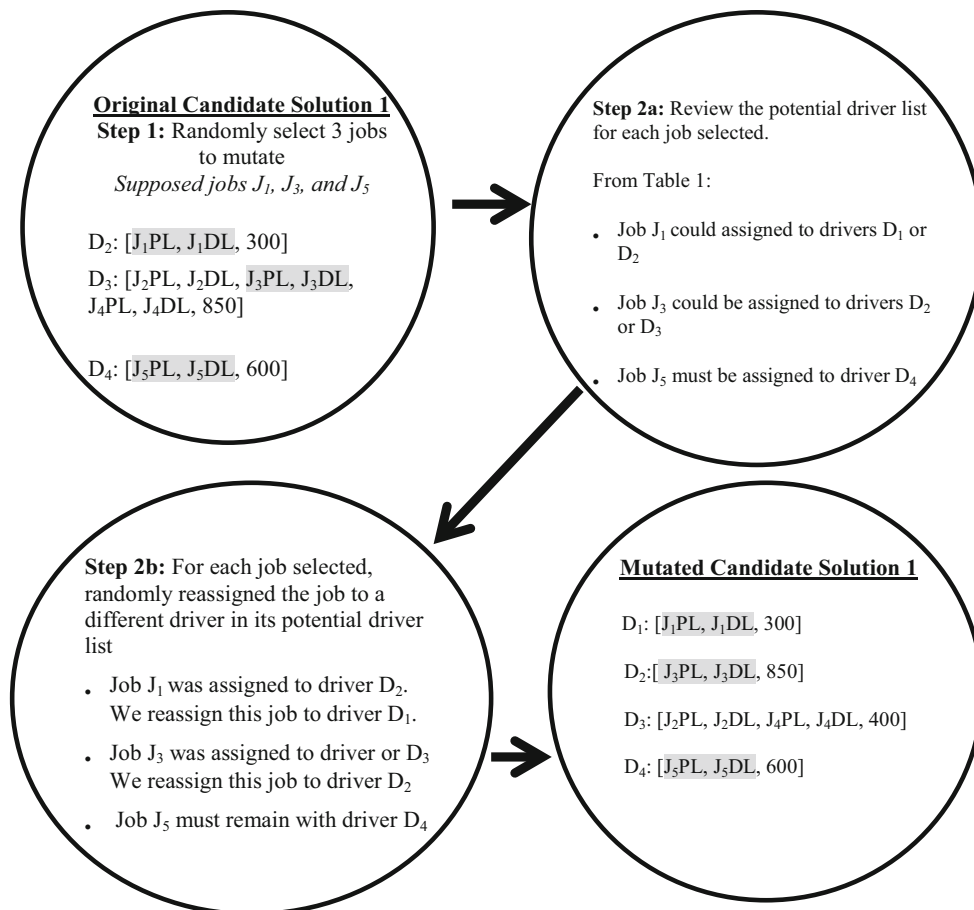 Original Candidate Solution 1
Step 1: Randomly select 3 jobs
to mutate
Supposed jobs J1, J3, and J5
D2: [J1PL, J1DL, 300]
D3: [J2PL, J2DL, J3PL, J3DL,
J4PL, J4DL, 850]
D4: [J5PL, J5DL, 600]
Step 2a: Review the potential driver list
for each job selected.
From Table 1:
• Job J1 could assigned to drivers D1 or
D2
• Job J3 could be assigned to drivers D2
or D3
• Job J5 must be assigned to driver D4
Step 2b: For each job selected,
randomly reassigned the job to a
different driver in its potential driver
list
• Job J1 was assigned to driver D2.
We reassign this job to driver D1.
• Job J3 was assigned to driver or D3
We reassign this job to driver D2
• Job J5 must remain with driver D4
Mutated Candidate Solution 1
D1: [J1PL, J1DL, 300]
D2:[ J3PL, J3DL, 850]
D3: [J2PL, J2DL, J4PL, J4DL, 400]
D4: [J5PL, J5DL, 600]